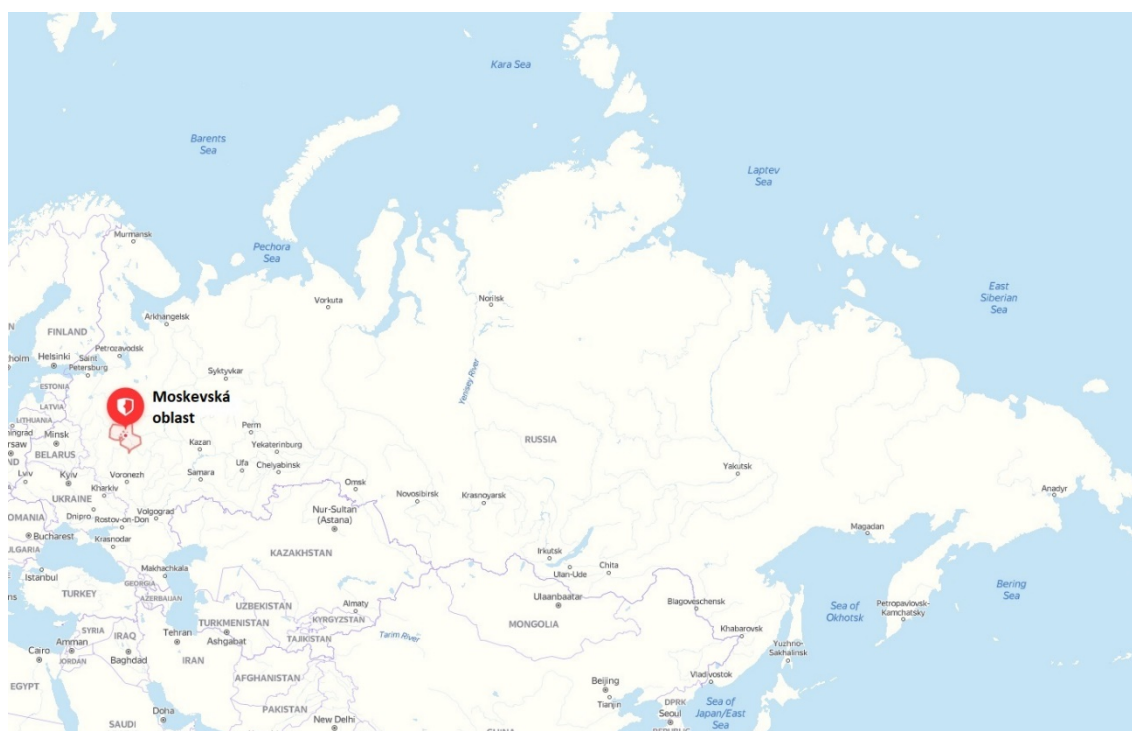 Kara Sea
Barents
Sea
Laptev
Sea
Murmansk
Pechora
Sea
East
Siberian
Sea
Vorkuta
Norilsk
Arkhangelsk
FINLAND
Petrozavodsk
Helsinki
Saint
Petersburg
Syktyvkar
Yenisey River
ESTONIA
LATVIA
LITHUANIA
Moskevská
oblast
Minsk
BELARUS
Perm
Kazan
Yekaterinburg
RUSSIA
Lviv
Kyiv
Voronezh
Samara
Ufa
Chelyabinsk
Yakutsk
Kharkiv
UKRAINE
Omsk
Novosibirsk
Krasnoyarsk
Anadyr
Dnipro
Volgograd
Rostov-on-Don
Nur-Sultan
(Astana)
OMANIA
Bucharest
Krasnodar
Magadan
ULGARIA
KAZAKHSTAN
Irkutsk
Ulan-Ude
Chita
Makhachkala
Istanbul
GEORGIA
AZERBAIJAN
TURKEY
UZBEKISTAN
Almaty
Ulaanbaatar
Blagoveshchensk
Sea of
Okhotsk
Petropavlovsk-
Kamchatsky
Bering
Sea
KYRGYZSTAN
TURKMENISTAN
MONGOLIA
SYRIA
Tehran
Ashgabat
TAJIKISTAN
Tarim River
Khabarovsk
Yuzhno-
Sakhalinsk
Cairo
Amman
IRAQ
JORDAN
Baghdad
IRAN
AFGHANISTAN
Vladivostok
Beijing
Tianjin
EGYPT
PAKISTAN
DPRK
Seoul
Sea of
Japan/East
Sea
Doha
SAUDI
New Delhi